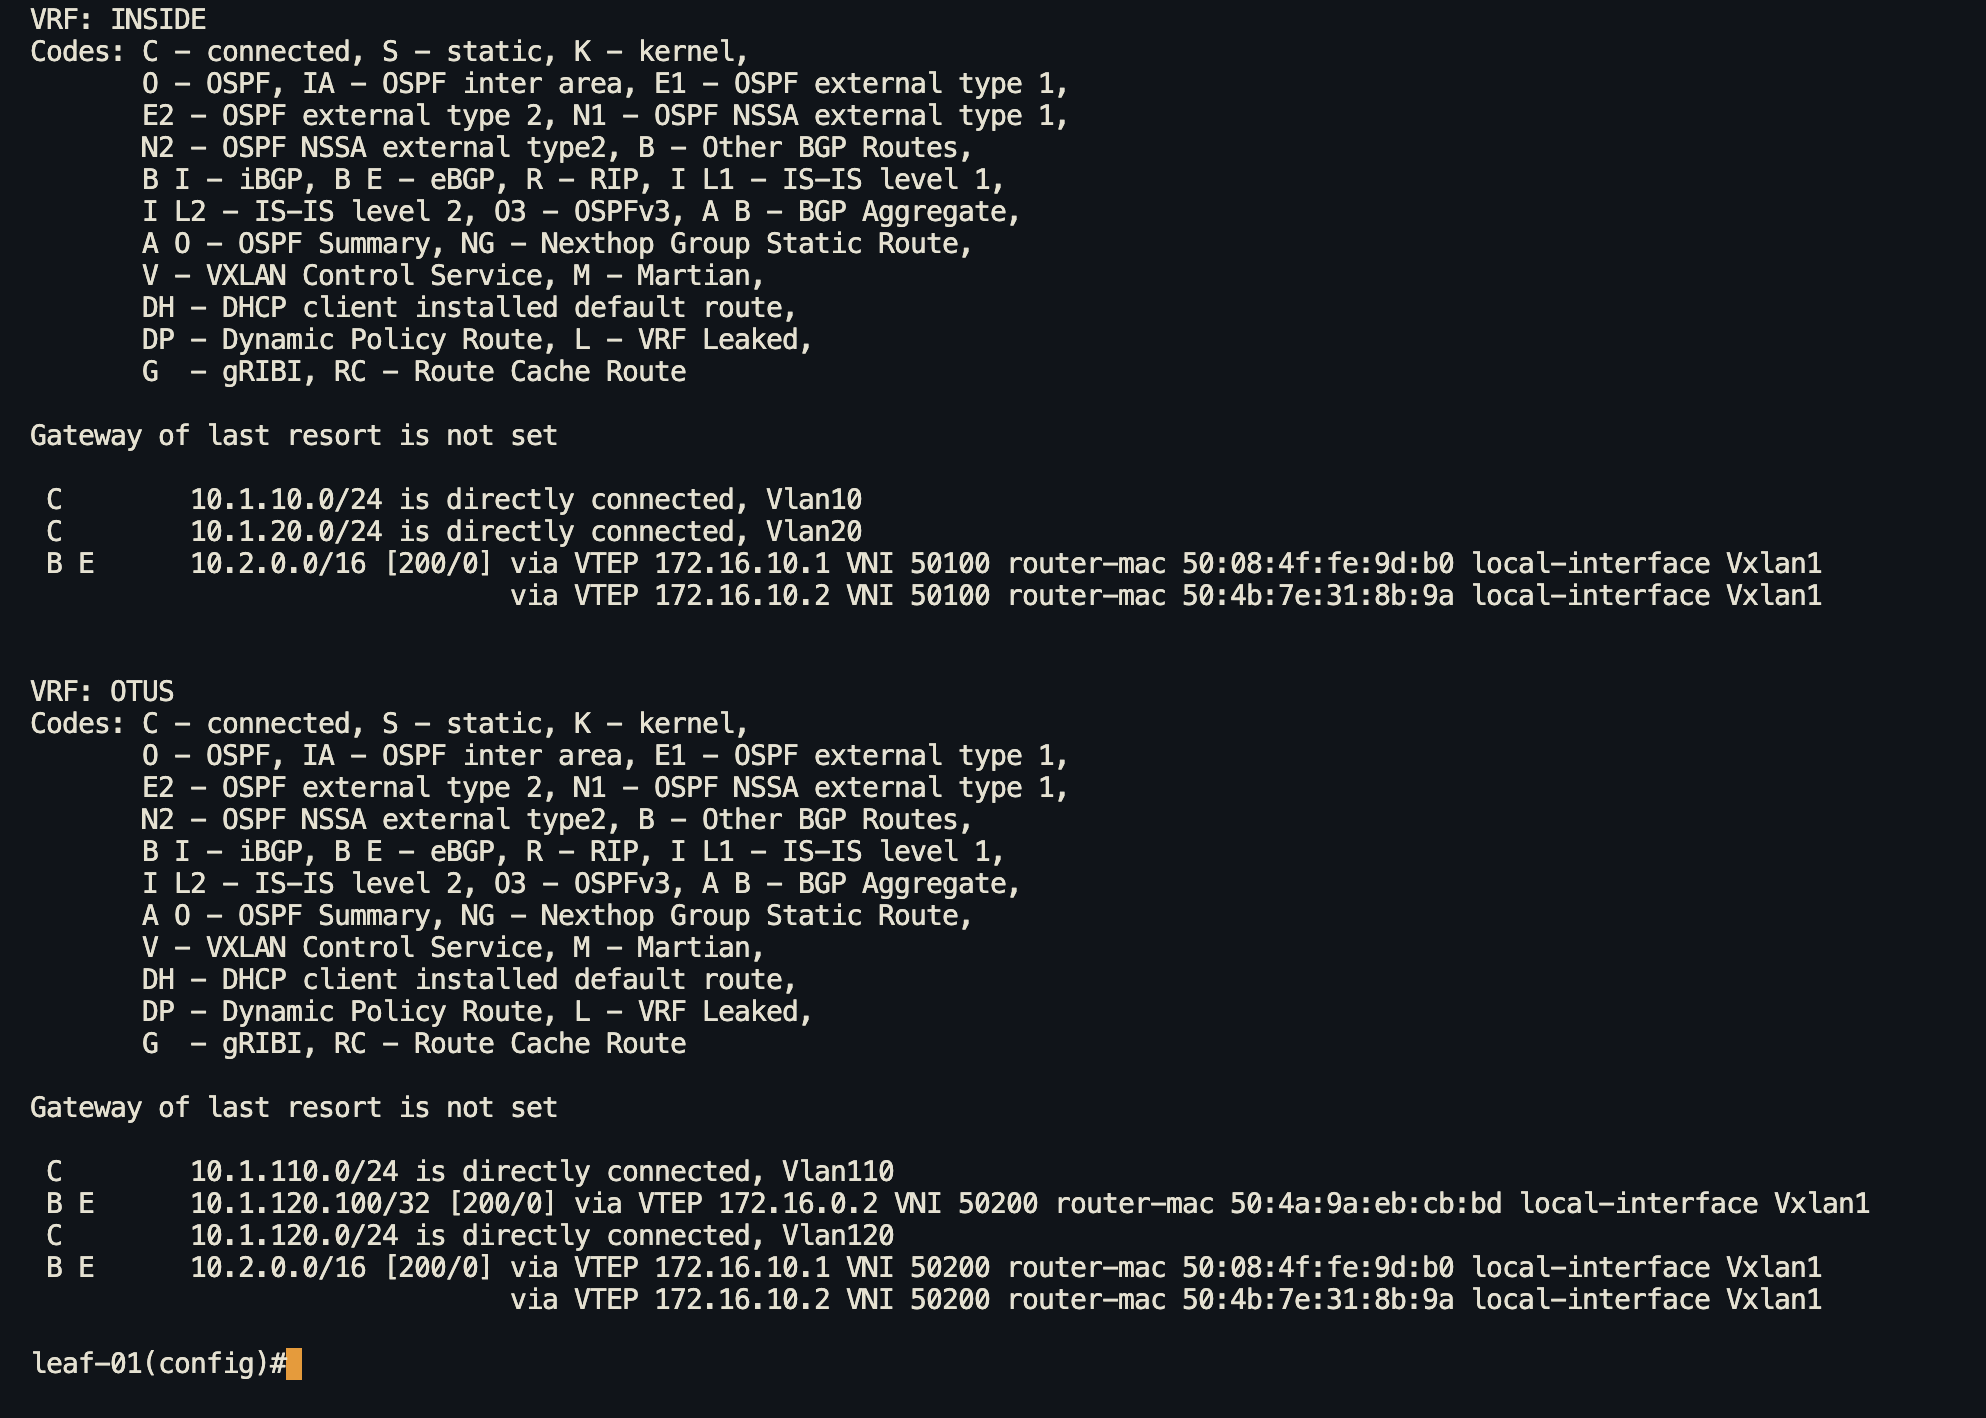 VRF: INSIDE
Codes: C - connected, S - static, K - kernel,
       O - OSPF, IA - OSPF inter area, E1 - OSPF external type 1,
       E2 - OSPF external type 2, N1 - OSPF NSSA external type 1,
       N2 - OSPF NSSA external type2, B - Other BGP Routes,
       B I - iBGP, B E - eBGP, R - RIP, I L1 - IS-IS level 1,
       I L2 - IS-IS level 2, O3 - OSPFv3, A B - BGP Aggregate,
       A O - OSPF Summary, NG - Nexthop Group Static Route,
       V - VXLAN Control Service, M - Martian,
       DH - DHCP client installed default route,
       DP - Dynamic Policy Route, L - VRF Leaked,
       G  - gRIBI, RC - Route Cache Route

Gateway of last resort is not set

 C        10.1.10.0/24 is directly connected, Vlan10
 C        10.1.20.0/24 is directly connected, Vlan20
 B E      10.2.0.0/16 [200/0] via VTEP 172.16.10.1 VNI 50100 router-mac 50:08:4f:fe:9d:b0 local-interface Vxlan1
                              via VTEP 172.16.10.2 VNI 50100 router-mac 50:4b:7e:31:8b:9a local-interface Vxlan1


VRF: OTUS
Codes: C - connected, S - static, K - kernel,
       O - OSPF, IA - OSPF inter area, E1 - OSPF external type 1,
       E2 - OSPF external type 2, N1 - OSPF NSSA external type 1,
       N2 - OSPF NSSA external type2, B - Other BGP Routes,
       B I - iBGP, B E - eBGP, R - RIP, I L1 - IS-IS level 1,
       I L2 - IS-IS level 2, O3 - OSPFv3, A B - BGP Aggregate,
       A O - OSPF Summary, NG - Nexthop Group Static Route,
       V - VXLAN Control Service, M - Martian,
       DH - DHCP client installed default route,
       DP - Dynamic Policy Route, L - VRF Leaked,
       G  - gRIBI, RC - Route Cache Route

Gateway of last resort is not set

 C        10.1.110.0/24 is directly connected, Vlan110
 B E      10.1.120.100/32 [200/0] via VTEP 172.16.0.2 VNI 50200 router-mac 50:4a:9a:eb:cb:bd local-interface Vxlan1
 C        10.1.120.0/24 is directly connected, Vlan120
 B E      10.2.0.0/16 [200/0] via VTEP 172.16.10.1 VNI 50200 router-mac 50:08:4f:fe:9d:b0 local-interface Vxlan1
                              via VTEP 172.16.10.2 VNI 50200 router-mac 50:4b:7e:31:8b:9a local-interface Vxlan1

leaf-01(config)#